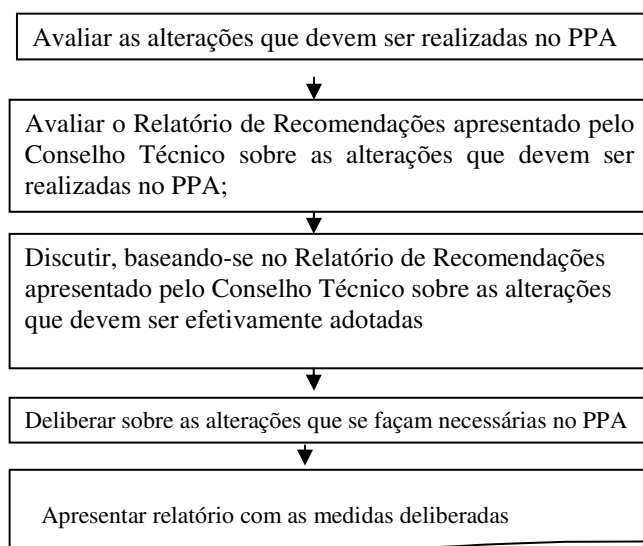 Avaliar as alterações que devem ser realizadas no PPA
Avaliar o Relatório de Recomendações apresentado pelo
Conselho Técnico sobre as alterações que devem ser
realizadas no PPA;
Discutir, baseando-se no Relatório de Recomendações
apresentado pelo Conselho Técnico sobre as alterações
que devem ser efetivamente adotadas
Deliberar sobre as alterações que se façam necessárias no PPA
Apresentar relatório com as medidas deliberadas